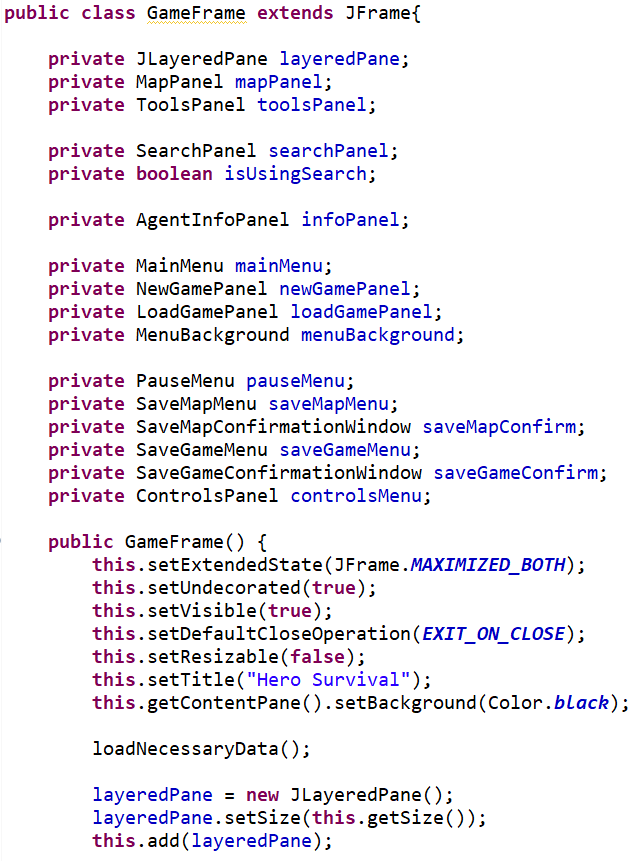 public class GameFrame extends JFrame{
private JLayeredPane layeredPane;
private MapPanel mapPanel;
private ToolsPanel toolsPanel;
private SearchPanel searchPanel;
private boolean isUsingSearch;
private AgentInfoPanel infoPanel;
private MainMenu mainMenu;
private NewGamePanel newGamePanel;
private LoadGamePanel loadGamePanel;
private MenuBackground menuBackground;
private PauseMenu pauseMenu;
private SaveMapMenu saveMapMenu;
private SaveMapConfirmationWindow saveMapConfirm;
private SaveGameMenu saveGameMenu;
private SaveGameConfirmationWindow saveGameConfirm;
private ControlsPanel controlsMenu;
public GameFrame() {
this.setExtendedState(JFrame.MAXIMIZED_BOTH);
this.setUndecorated(true);
this.setVisible(true);
this.setDefaultCloseOperation(EXIT_ON_CLOSE);
this.setResizable(false);
this.setTitle("Hero Survival");
this.getContentPane().setBackground(Color.black);
loadNecessaryData();
layeredPane = new JLayeredPane();
layeredPane.setSize(this.getSize());
this.add(layeredPane);